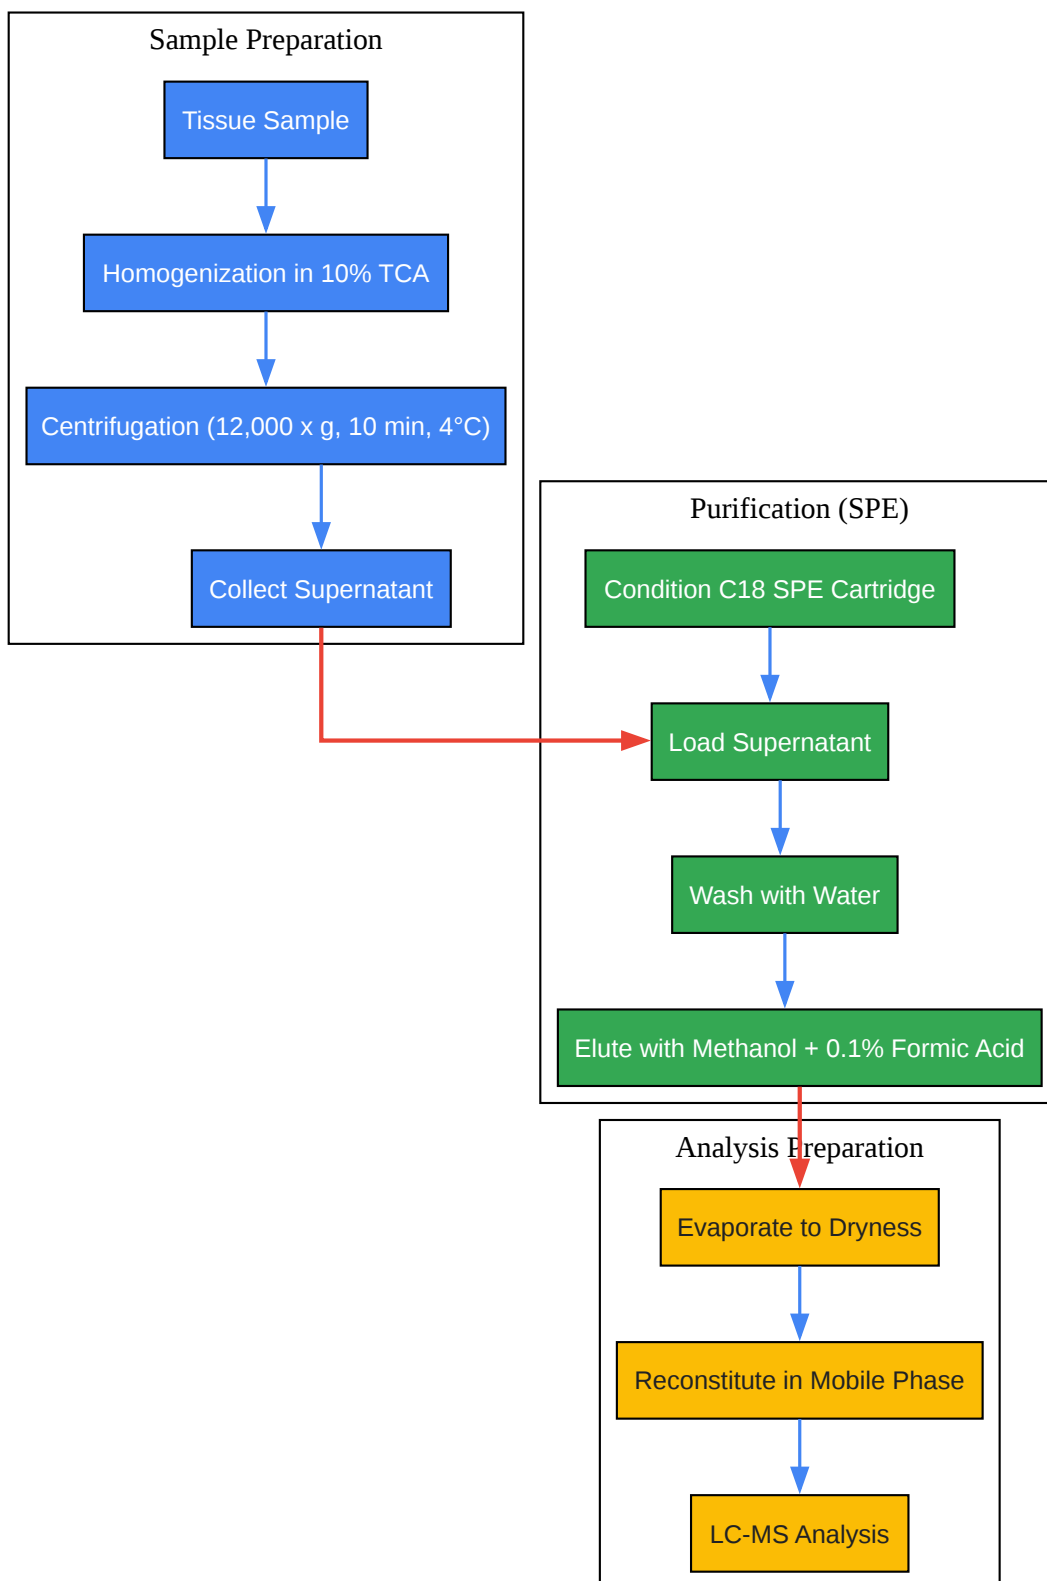 Sample Preparation
Tissue Sample
Homogenization in 10% TCA
Centrifugation (12,000 x g, 10 min, 4°C)
Collect Supernatant
Purification (SPE)
Condition C18 SPE Cartridge
Load Supernatant
Wash with Water
Elute with Methanol + 0.1% Formic Acid
Analysis Preparation
Evaporate to Dryness
Reconstitute in Mobile Phase
LC-MS Analysis